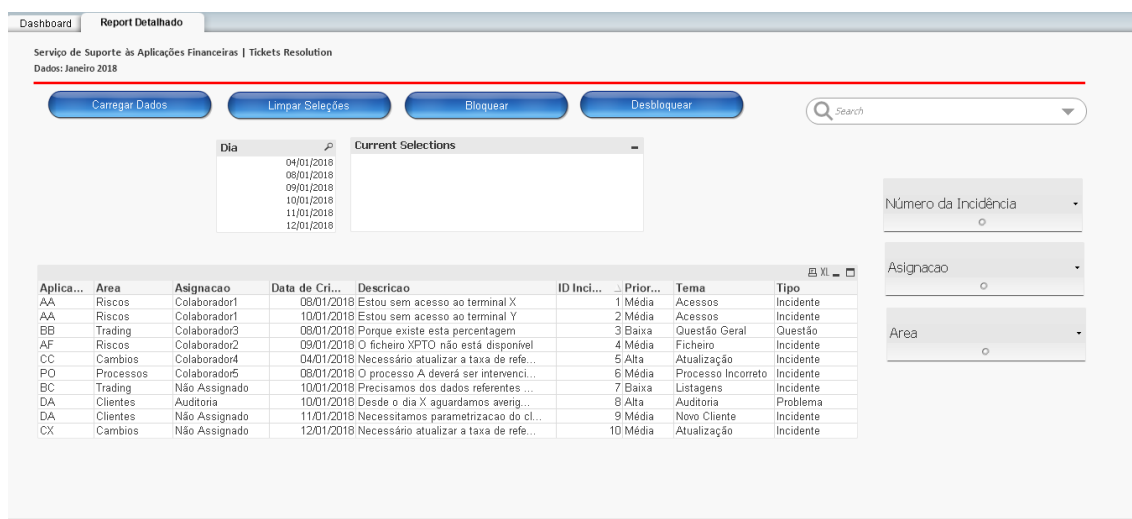 Dashboard Report Detalhado
Serviço de Suporte às Aplicações Financeiras | Tickets Resolution
Dados: Janeiro 2018
Carregar Dados Limpar Seleções Bloquear Desbloquear Search
Dia Current Selections
04/01/2018
08/01/2018
09/01/2018
10/01/2018
11/01/2018
12/01/2018
Número da Incidência
Asignacao
Area
XL
Aplica... Area Asignacao Data de Cri... Descricao ID Inci... Prior... Tema Tipo
AA Riscos Colaborador1 08/01/2018 Estou sem acesso ao terminal X 1 Média Acessos Incidente
AA Riscos Colaborador1 10/01/2018 Estou sem acesso ao terminal Y 2 Média Acessos Incidente
BB Trading Colaborador3 08/01/2018 Porque existe esta percentagem 3 Baixa Questão Geral Questão
AF Riscos Colaborador2 09/01/2018 O ficheiro XPTO não está disponível 4 Média Ficheiro Incidente
CC Cambios Colaborador4 04/01/2018 Necessário atualizar a taxa de refe... 5 Alta Atualização Incidente
PO Processos Colaborador5 08/01/2018 O processo A deverá ser intervenci... 6 Média Processo Incorreto Incidente
BC Trading Não Assignado 10/01/2018 Precisamos dos dados referentes ... 7 Baixa Listagens Incidente
DA Clientes Auditoria 10/01/2018 Desde o dia X aguardamos averig... 8 Alta Auditoria Problema
DA Clientes Não Assignado 11/01/2018 Necessitamos parametrizacao do cl... 9 Média Novo Cliente Incidente
CX Cambios Não Assignado 12/01/2018 Necessário atualizar a taxa de refe... 10 Média Atualização Incidente